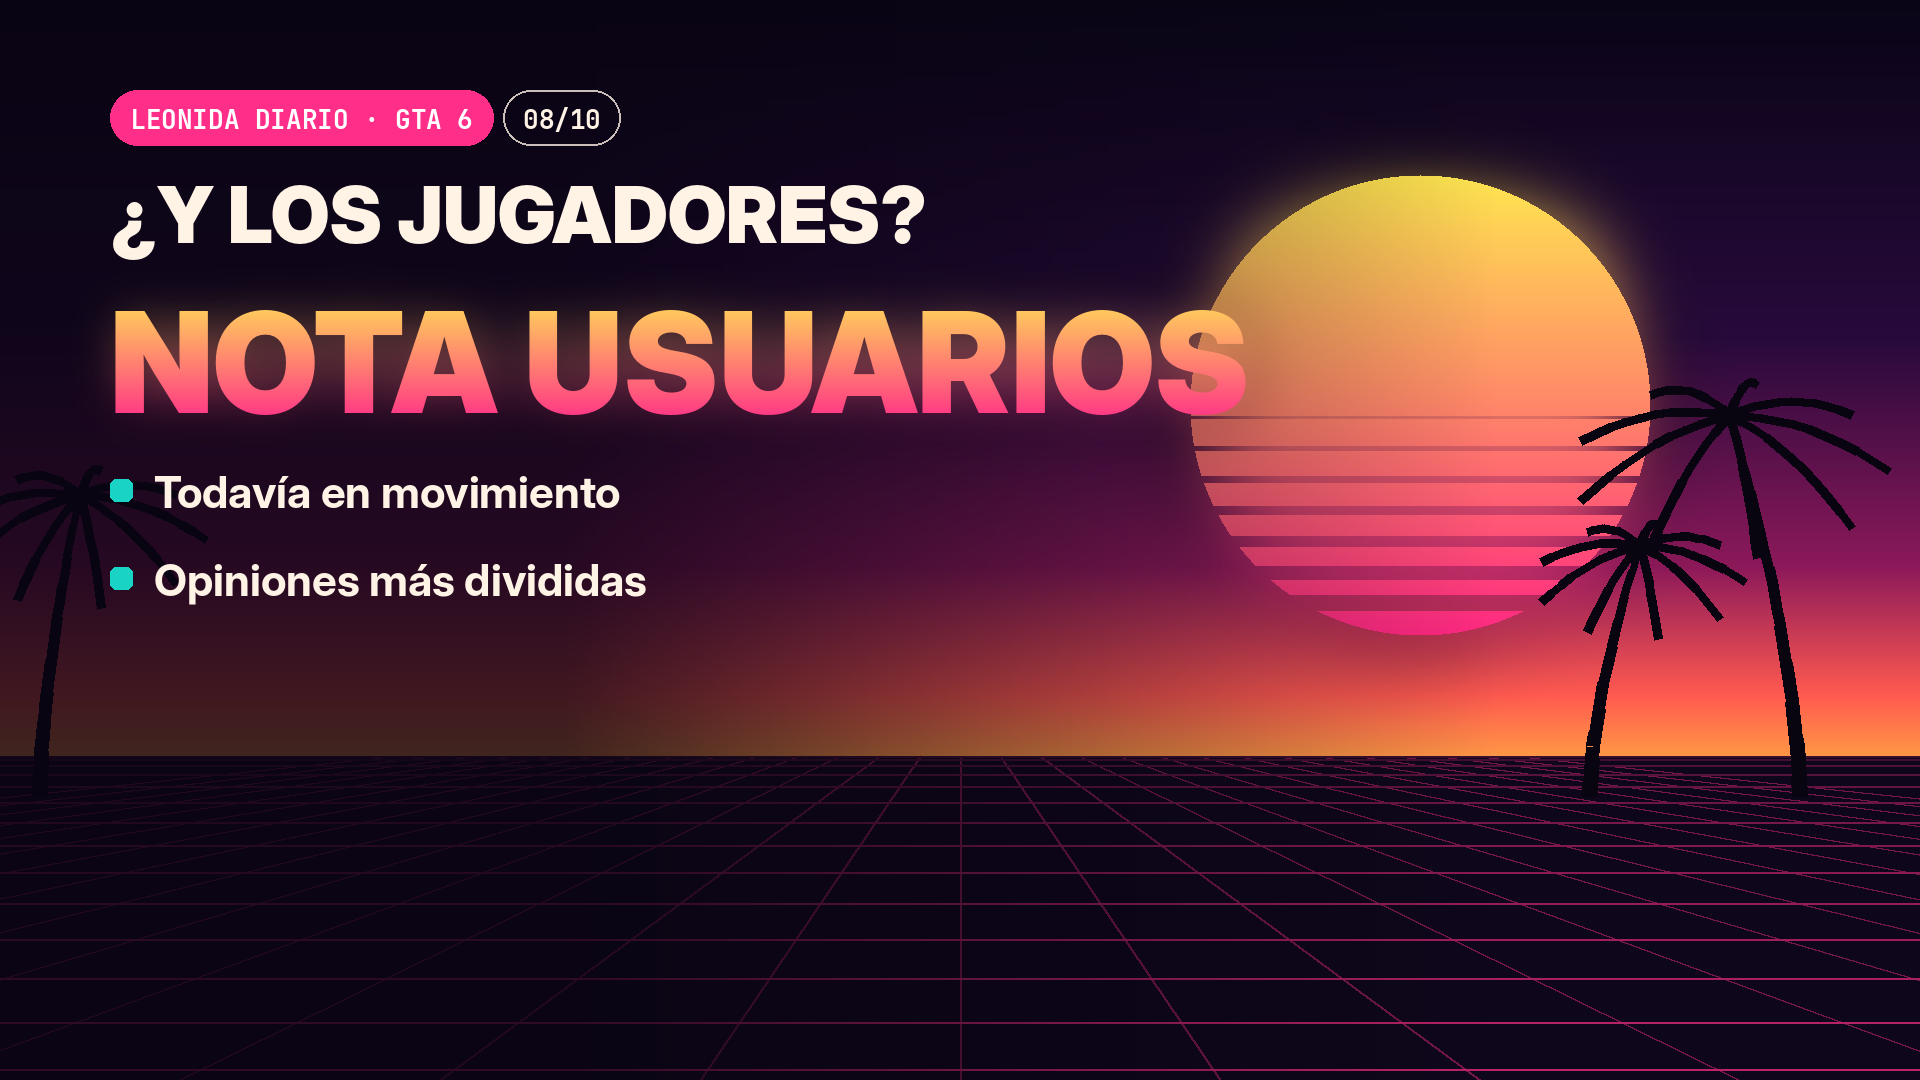 LEONIDA DIARIO · GTA 6 08/10
¿Y LOS JUGADORES?
NOTA USUARIOS
Todavía en movimiento
Opiniones más divididas